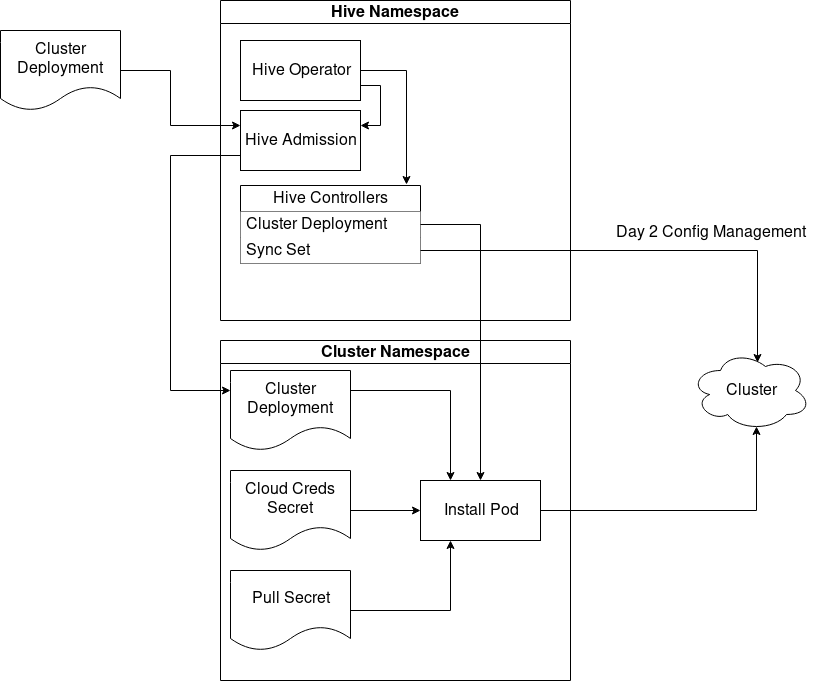 Hive Namespace
Cluster
Deployment
Hive Operator
Hive Admission
Hive Controllers
Cluster Deployment
Sync Set
Day 2 Config Management
Cluster Namespace
Cluster
Deployment
Cluster
Cloud Creds
Secret
Install Pod
Pull Secret